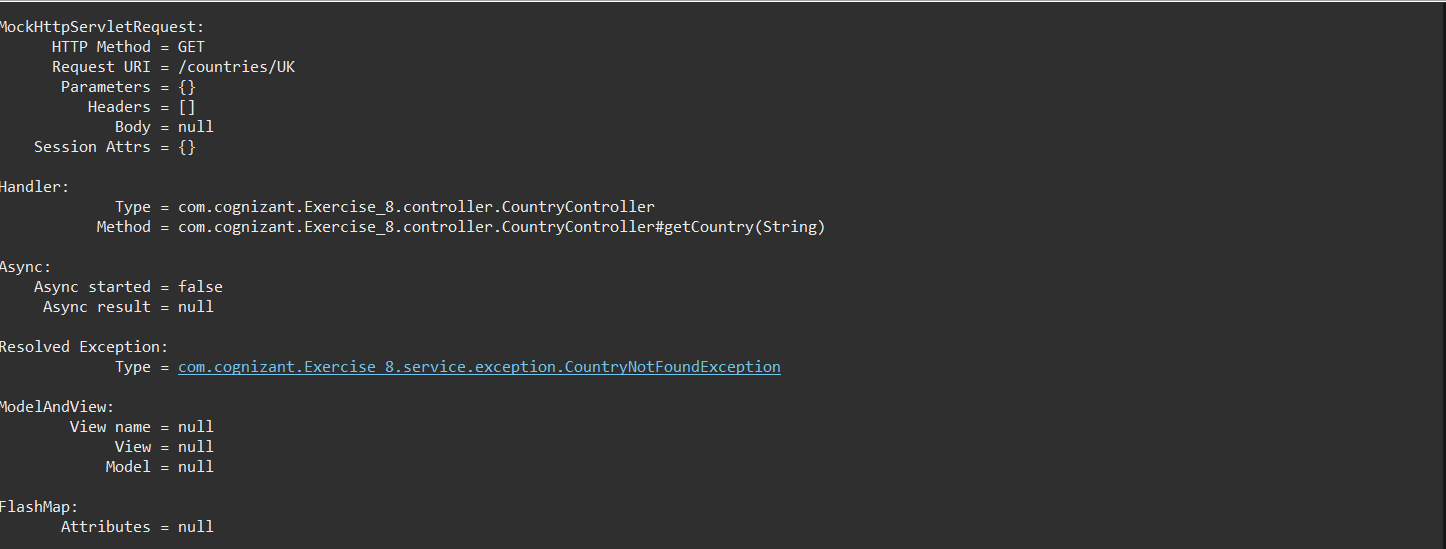 MockHttpServletRequest:
HTTP Method = GET
Request URI = /countries/UK
Parameters = {}
Headers = []
Body = null
Session Attrs = {}
Handler:
Type = com.cognizant.Exercise_8.controller.CountryController
Method = com.cognizant.Exercise_8.controller.CountryController#getCountry(String)
Async:
Async started = false
Async result = null
Resolved Exception:
Type = com.cognizant.Exercise_8.service.exception.CountryNotFoundException
ModelAndView:
View name = null
View = null
Model = null
FlashMap:
Attributes = null